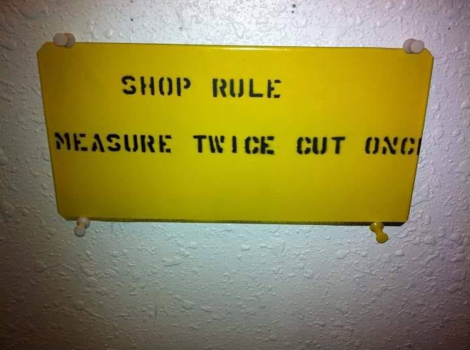 SHOP RULE
MEASURE TWICE CUT ONC